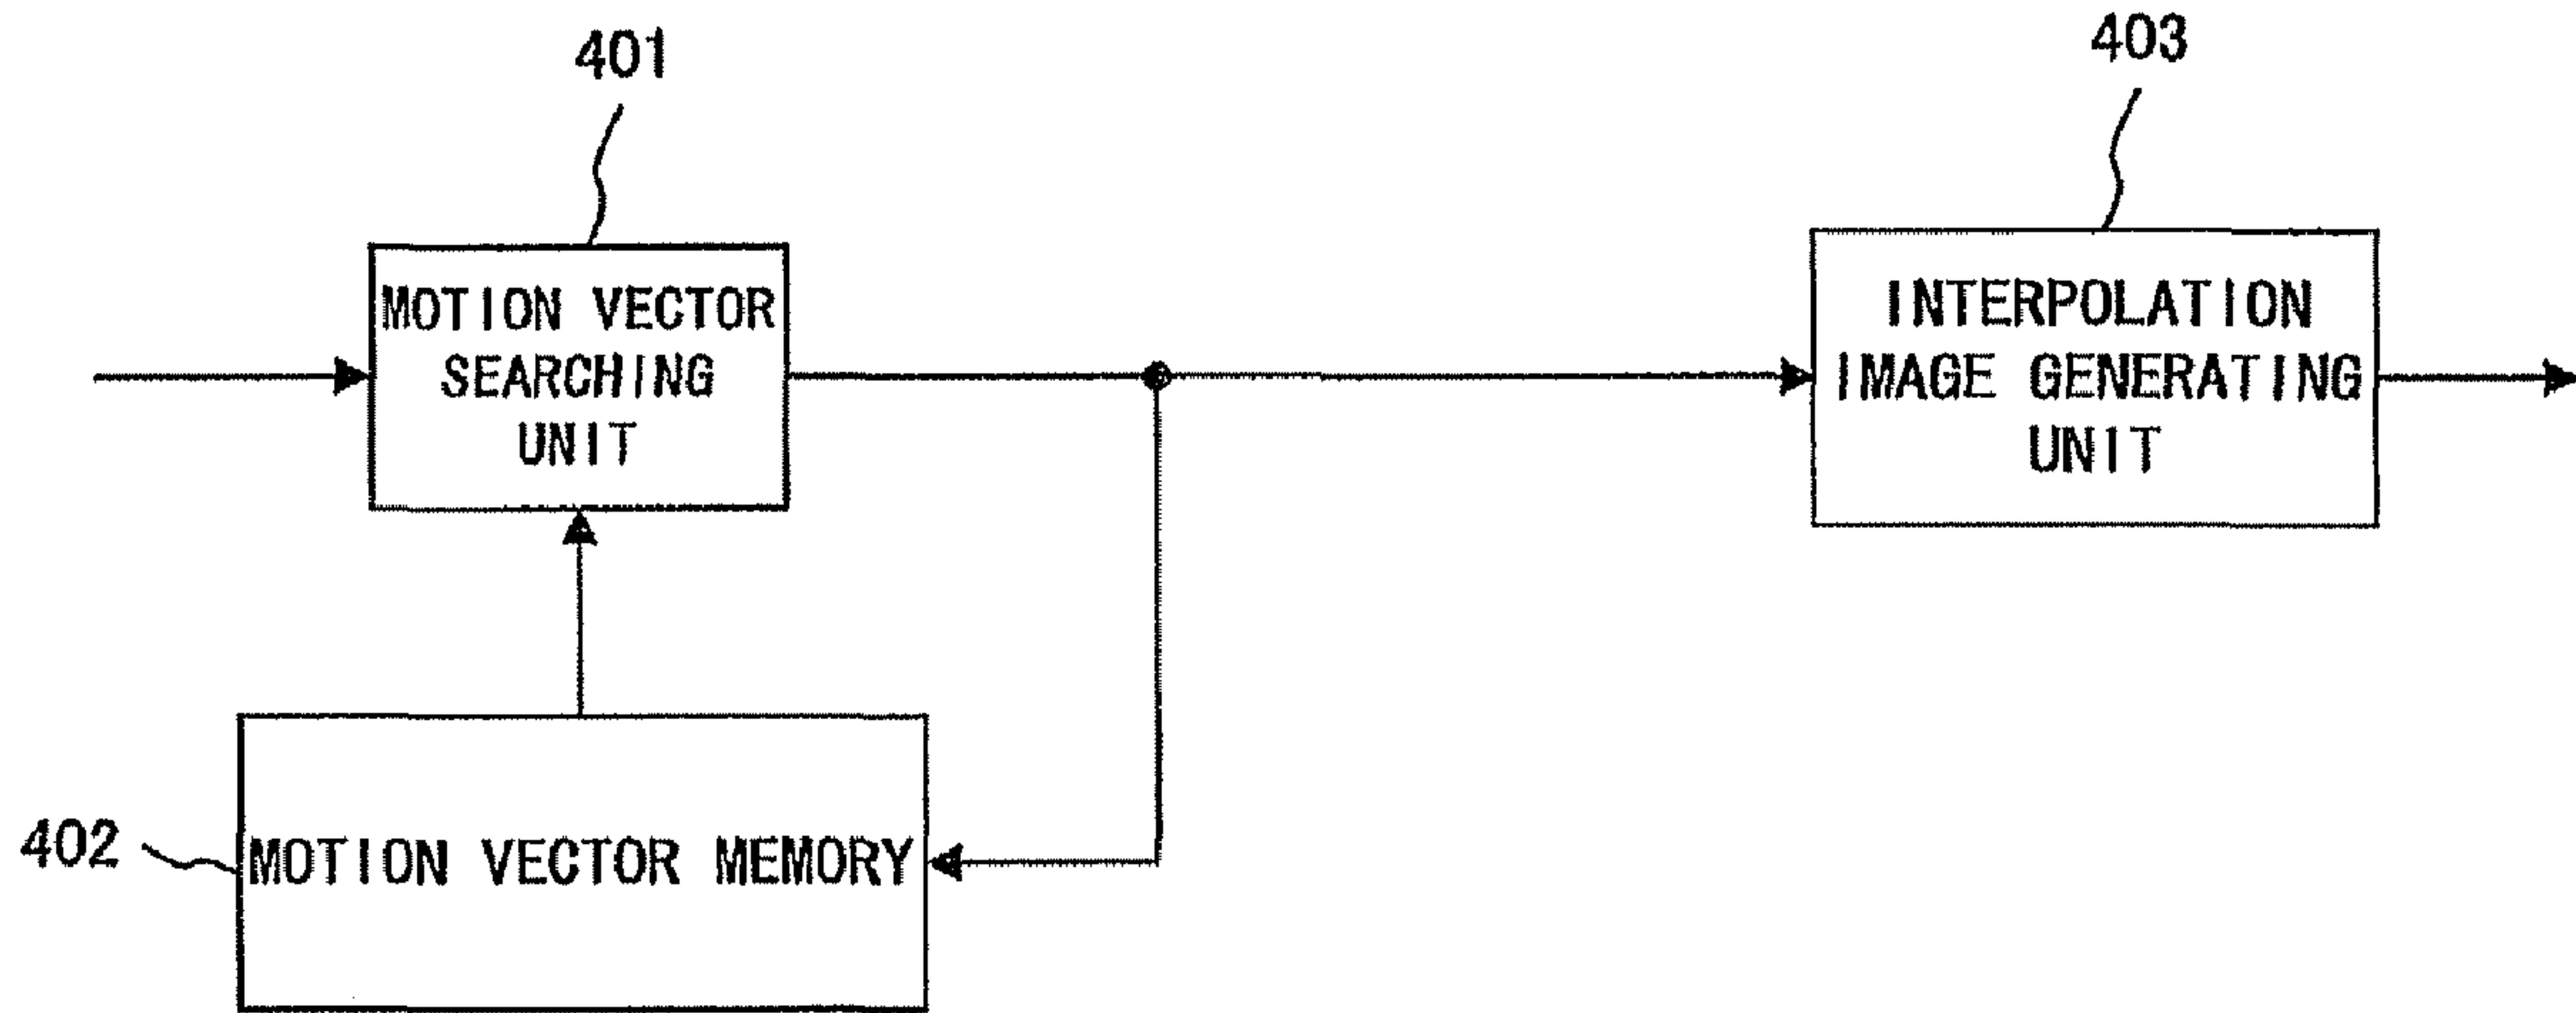 401
403
MOTION VECTOR
SEARCHING
UNIT
INTERPOLATION
IMAGE GENERATING
UNIT
402
MOTION VECTOR MEMORY